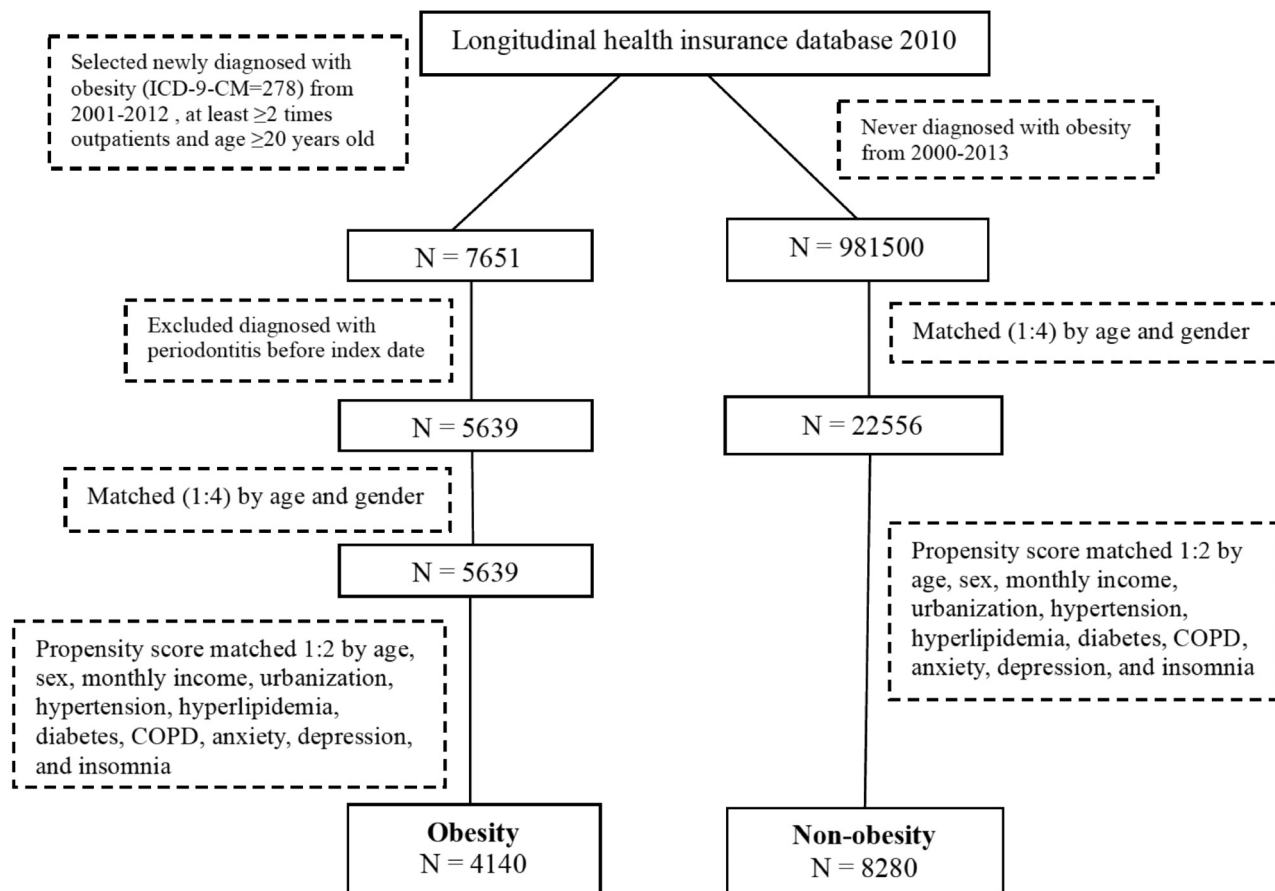 Longitudinal health insurance database 2010
Selected newly diagnosed with
obesity (ICD-9-CM=278) from
2001-2012 , at least ≥2 times
outpatients and age ≥20 years old
Never diagnosed with obesity
from 2000-2013
N = 7651
N = 981500
Excluded diagnosed with
periodontitis before index date
Matched (1:4) by age and gender
N = 5639
N = 22556
Matched (1:4) by age and gender
N = 5639
Propensity score matched 1:2 by age,
sex, monthly income, urbanization,
hypertension, hyperlipidemia,
diabetes, COPD, anxiety, depression,
and insomnia
Propensity score matched 1:2 by
age, sex, monthly income,
urbanization, hypertension,
hyperlipidemia, diabetes, COPD,
anxiety, depression, and insomnia
Obesity
N = 4140
Non-obesity
N = 8280